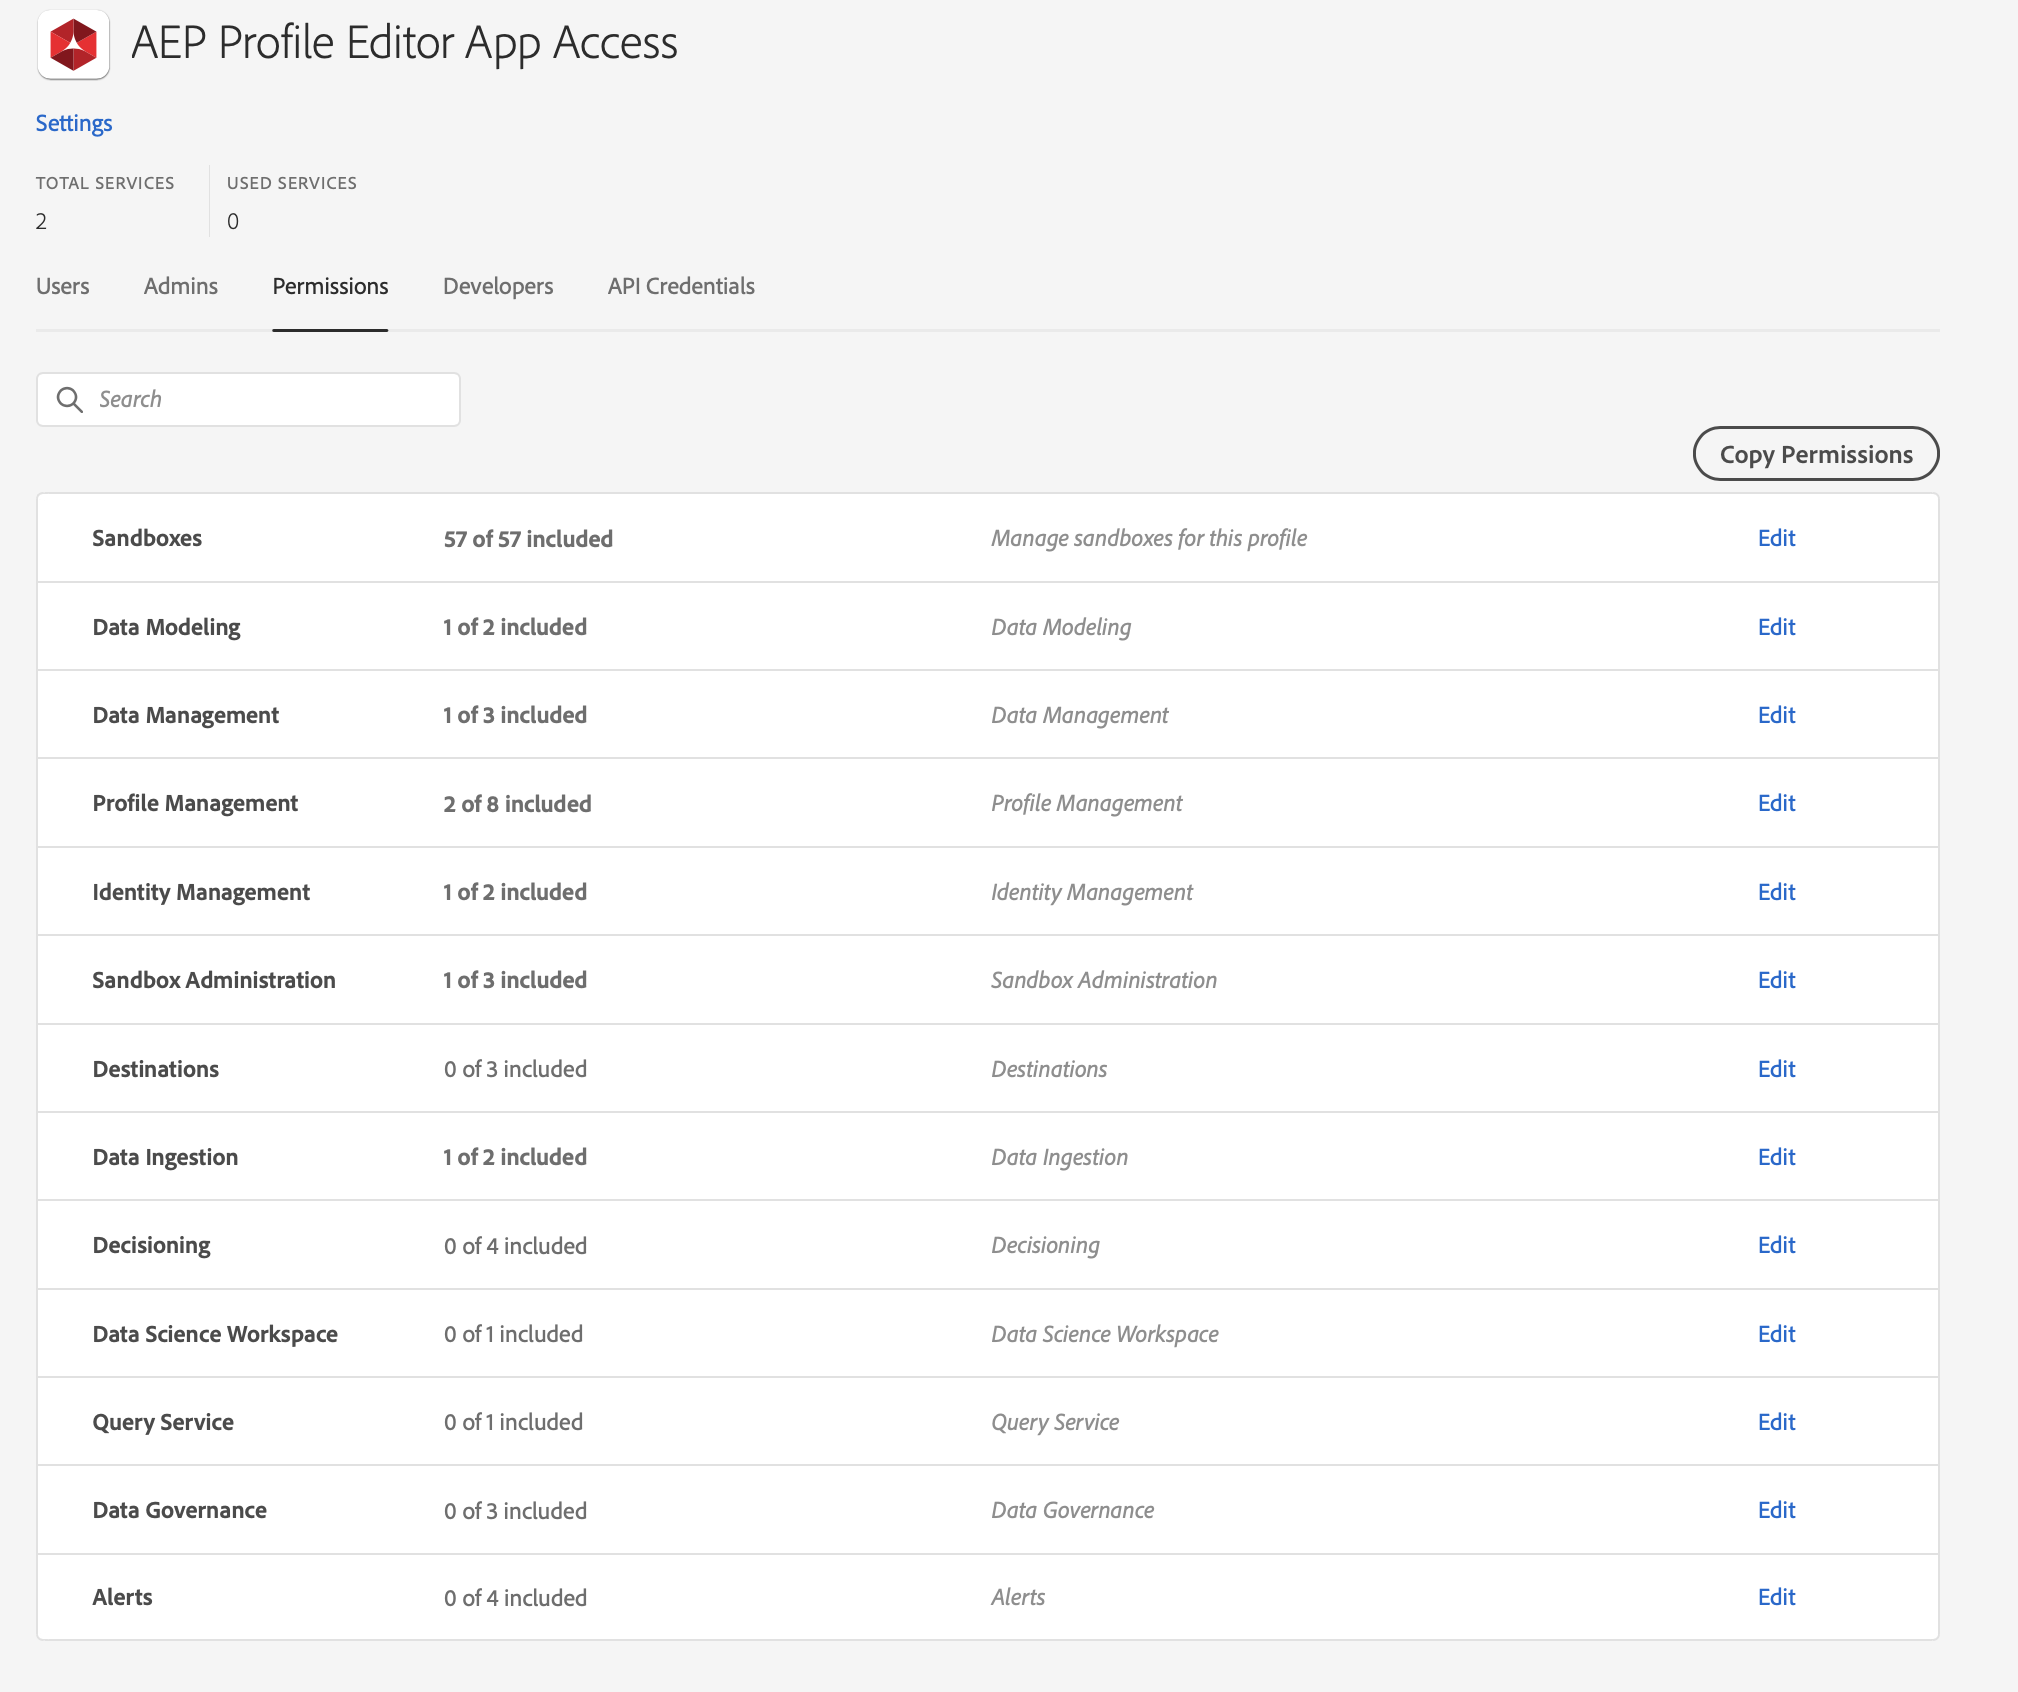 AEP Profile Editor App Access
Settings
TOTAL SERVICES USED SERVICES
2 0
Users Admins Permissions Developers API Credentials
Search
Copy Permissions
Sandboxes 57 of 57 included Manage sandboxes for this profile Edit
Data Modeling 1 of 2 included Data Modeling Edit
Data Management 1 of 3 included Data Management Edit
Profile Management 2 of 8 included Profile Management Edit
Identity Management 1 of 2 included Identity Management Edit
Sandbox Administration 1 of 3 included Sandbox Administration Edit
Destinations 0 of 3 included Destinations Edit
Data Ingestion 1 of 2 included Data Ingestion Edit
Decisioning 0 of 4 included Decisioning Edit
Data Science Workspace 0 of 1 included Data Science Workspace Edit
Query Service 0 of 1 included Query Service Edit
Data Governance 0 of 3 included Data Governance Edit
Alerts 0 of 4 included Alerts Edit